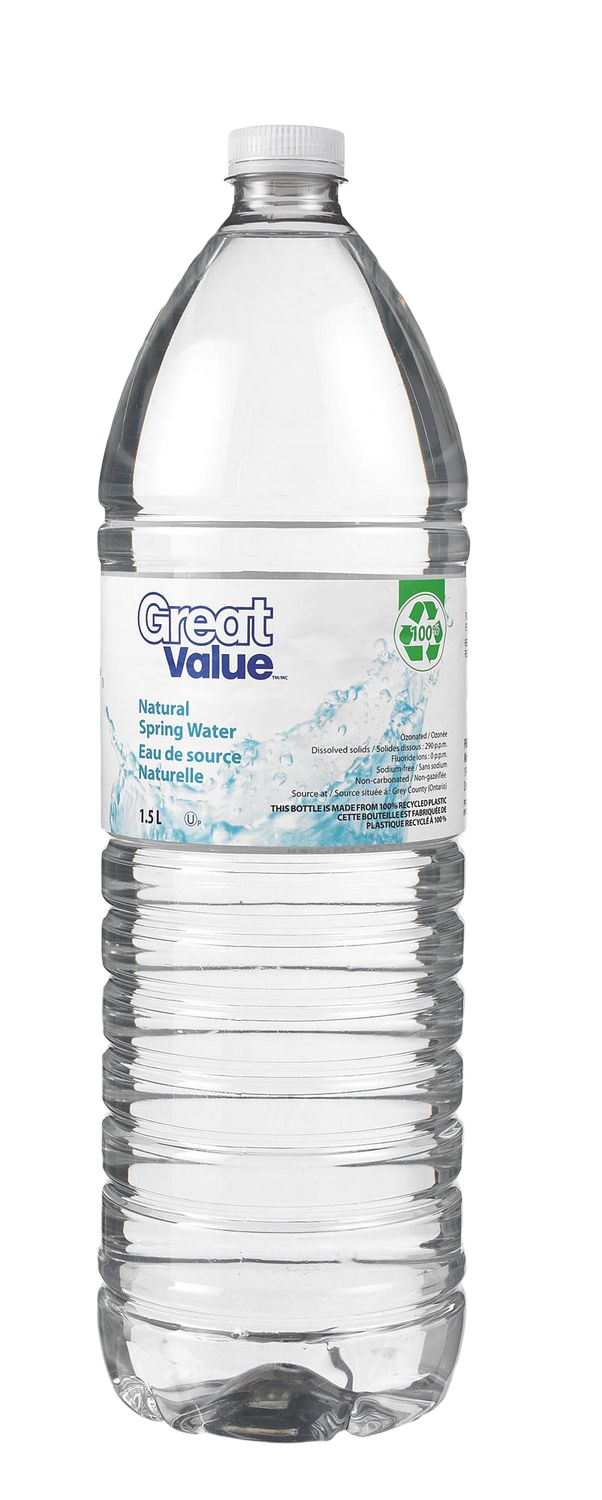 Great
Value TM/MC
100%
Natural
Spring Water
Eau de source
Naturelle
1.5 L
U P
Ozonated / Ozonée
Dissolved solids / Solides dissous : 290 p.p.m.
Fluoride ions : 0 p.p.m.
Sodium-free / Sans sodium
Non-carbonated / Non-gazéifiée
Source at / Source située à : Grey County (Ontario)
THIS BOTTLE IS MADE FROM 100% RECYCLED PLASTIC
CETTE BOUTEILLE EST FABRIQUÉE DE
PLASTIQUE RECYCLÉ À 100 %